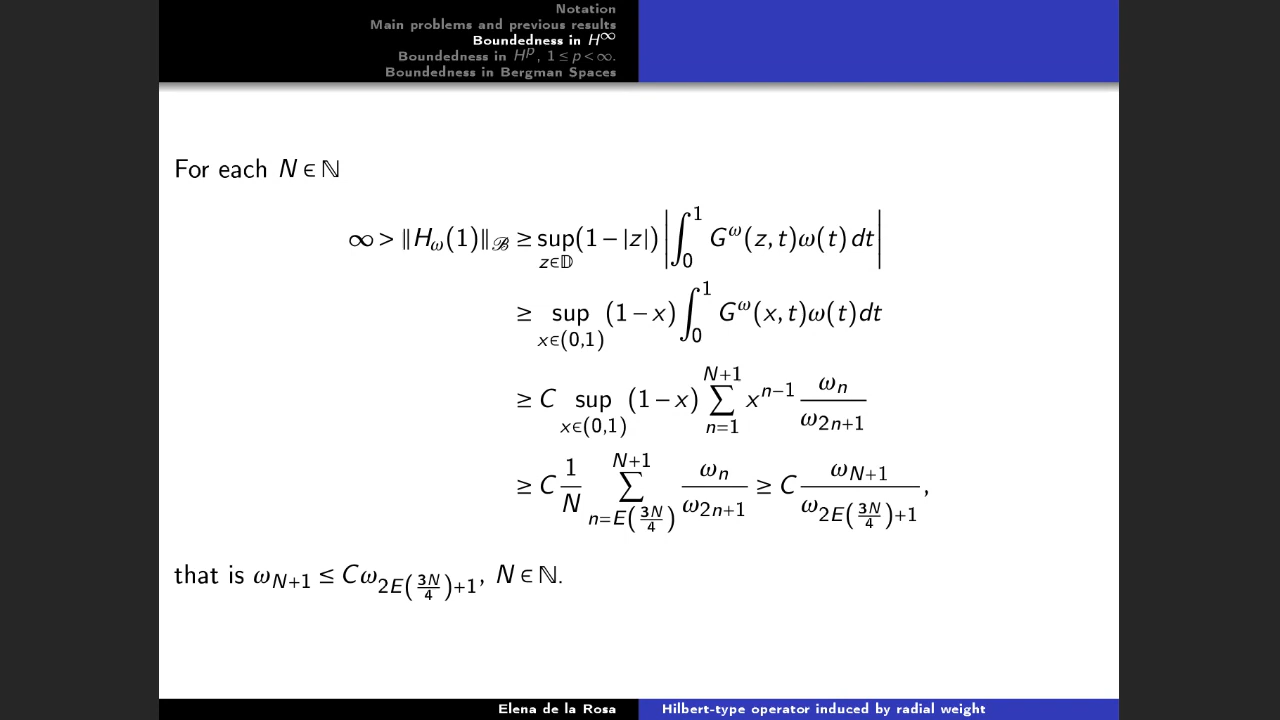 Notation
Main problems and previous results
Boundedness in H^∞
Boundedness in H^p, 1 ≤ p < ∞.
Boundedness in Bergman Spaces
For each N ∈ ℕ
∞ > ‖H_ω(1)‖_ℬ ≥ sup_{z∈𝔻} (1 − |z|) |∫_0^1 G^ω(z, t)ω(t) dt|
≥ sup_{x∈(0,1)} (1 − x) ∫_0^1 G^ω(x, t)ω(t)dt
≥ C sup_{x∈(0,1)} (1 − x) ∑_{n=1}^{N+1} x^{n−1} ω_n/ω_{2n+1}
≥ C 1/N ∑_{n=E(3N/4)}^{N+1} ω_n/ω_{2n+1} ≥ C ω_{N+1}/ω_{2E(3N/4)+1},
that is ω_{N+1} ≤ Cω_{2E(3N/4)+1}, N ∈ ℕ.
Elena de la Rosa
Hilbert-type operator induced by radial weight